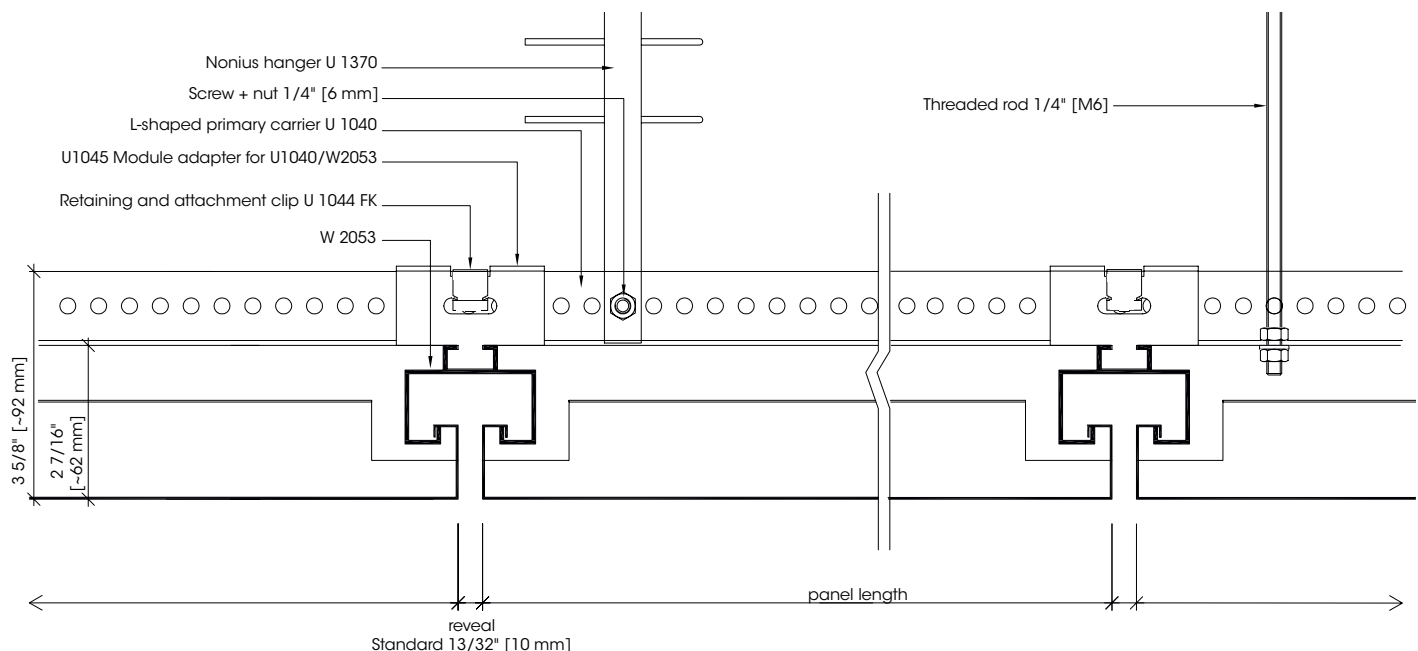 Nonius hanger U 1370
Screw + nut 1/4" [6 mm]
L-shaped primary carrier U 1040
U1045 Module adapter for U1040/W2053
Retaining and attachment clip U 1044 FK
W 2053
Threaded rod 1/4" [M6]
3 5/8" [~92 mm]
2 7/16"
[~62 mm]
panel length
reveal
Standard 13/32" [10 mm]